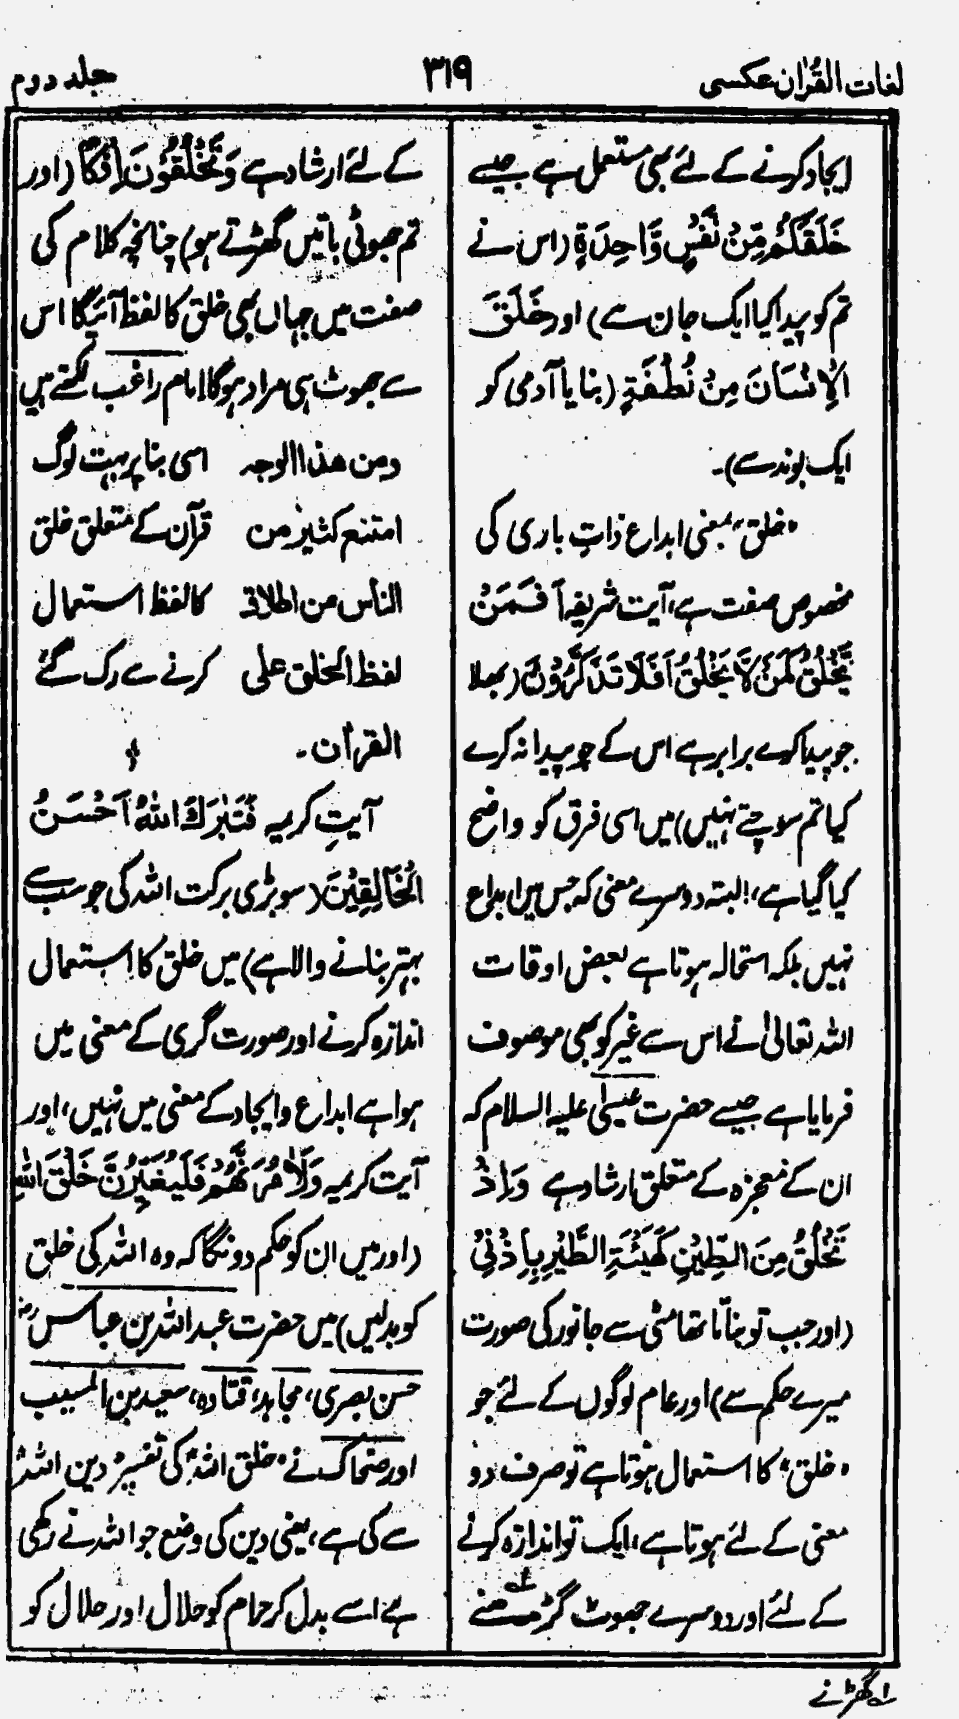 لغات القُرآن عکسی
۳۱۹
جلد دوم
ایجاد کرنے کے لئے بھی مستعمل ہے جیسے
خَلَقَكُمْ مِّنْ نَّفْسٍ وَّاحِدَةٍ (اس نے
تم کو پیدا کیا ایک جان سے) اور خَلَقَ
الْاِنْسَانَ مِنْ نُّطْفَةٍ (بنایا آدمی کو
ایک بوند سے)۔
"خلق" بمعنی ابداع ذاتِ باری کی
مخصوص صفت ہے، آیت شریفہ اَفَمَنْ
يَّخْلُقُ كَمَنْ لَّا يَخْلُقُ اَفَلَا تَذَكَّرُوْنَ (بھلا
جو پیدا کرے برابر ہے اس کے جو پیدا نہ کرے
کیا تم سوچتے نہیں) میں اسی فرق کو واضح
کیا گیا ہے، البتہ دوسرے معنی کہ جس میں ابداع
نہیں بلکہ استحالہ ہوتا ہے بعض اوقات
اللہ تعالیٰ نے اس سے غیر کو بھی موصوف
فرمایا ہے جیسے حضرت عیسیٰ علیہ السلام کہ
ان کے معجزہ کے متعلق ارشاد ہے وَاِذْ
تَخْلُقُ مِنَ الطِّيْنِ كَهَيْئَةِ الطَّيْرِ بِاِذْنِيْ
(اور جب تو بناتا تھا مٹی سے جانور کی صورت
میرے حکم سے) اور عام لوگوں کے لئے جو
"خلق" کا استعمال ہوتا ہے تو صرف دو
معنی کے لئے ہوتا ہے، ایک تو اندازہ کرنے
کے لئے اور دوسرے جھوٹ گڑھنے ؂۱
کے لئے ارشاد ہے وَتَخْلُقُوْنَ اِفْكًا (اور
تم جھوٹی باتیں گھڑتے ہو) چنانچہ کلام کی
صفت میں جہاں بھی خلق کا لفظ آئیگا اس
سے جھوٹ ہی مراد ہوگا امام راغب لکھتے ہیں
ومن هذا الوجه اسی بنا پر بہت لوگ
امتنع كثير من قرآن کے متعلق خلق
الناس من اطلاق کا لفظ استعمال
لفظ الخلق على کرنے سے رک گئے
القرآن۔
آیتِ کریمہ فَتَبٰرَكَ اللّٰهُ اَحْسَنُ
الْخَالِقِيْنَ (سو بڑی برکت اللہ کی جو سب سے
بہتر بنانے والا ہے) میں خلق کا استعمال
اندازہ کرنے اور صورت گری کے معنی میں
ہوا ہے ابداع و ایجاد کے معنی میں نہیں، اور
آیت کریمہ وَلَاٰمُرَنَّهُمْ فَلَيُغَيِّرُنَّ خَلْقَ اللّٰهِ
(اور میں ان کو حکم دونگا کہ وہ اللہ کی خلق
کو بدلیں) میں حضرت عبداللہ بن عباس رضؓ
حسن بصری، مجاہد، قتادہ، سعید بن المسیب
اور ضحاک نے "خلق اللہ" کی تفسیر "دین اللہ"
سے کی ہے، یعنی دین کی وضع جو اللہ نے رکھی
ہے اسے بدل کر حرام کو حلال اور حلال کو
؂۱ گھڑنے